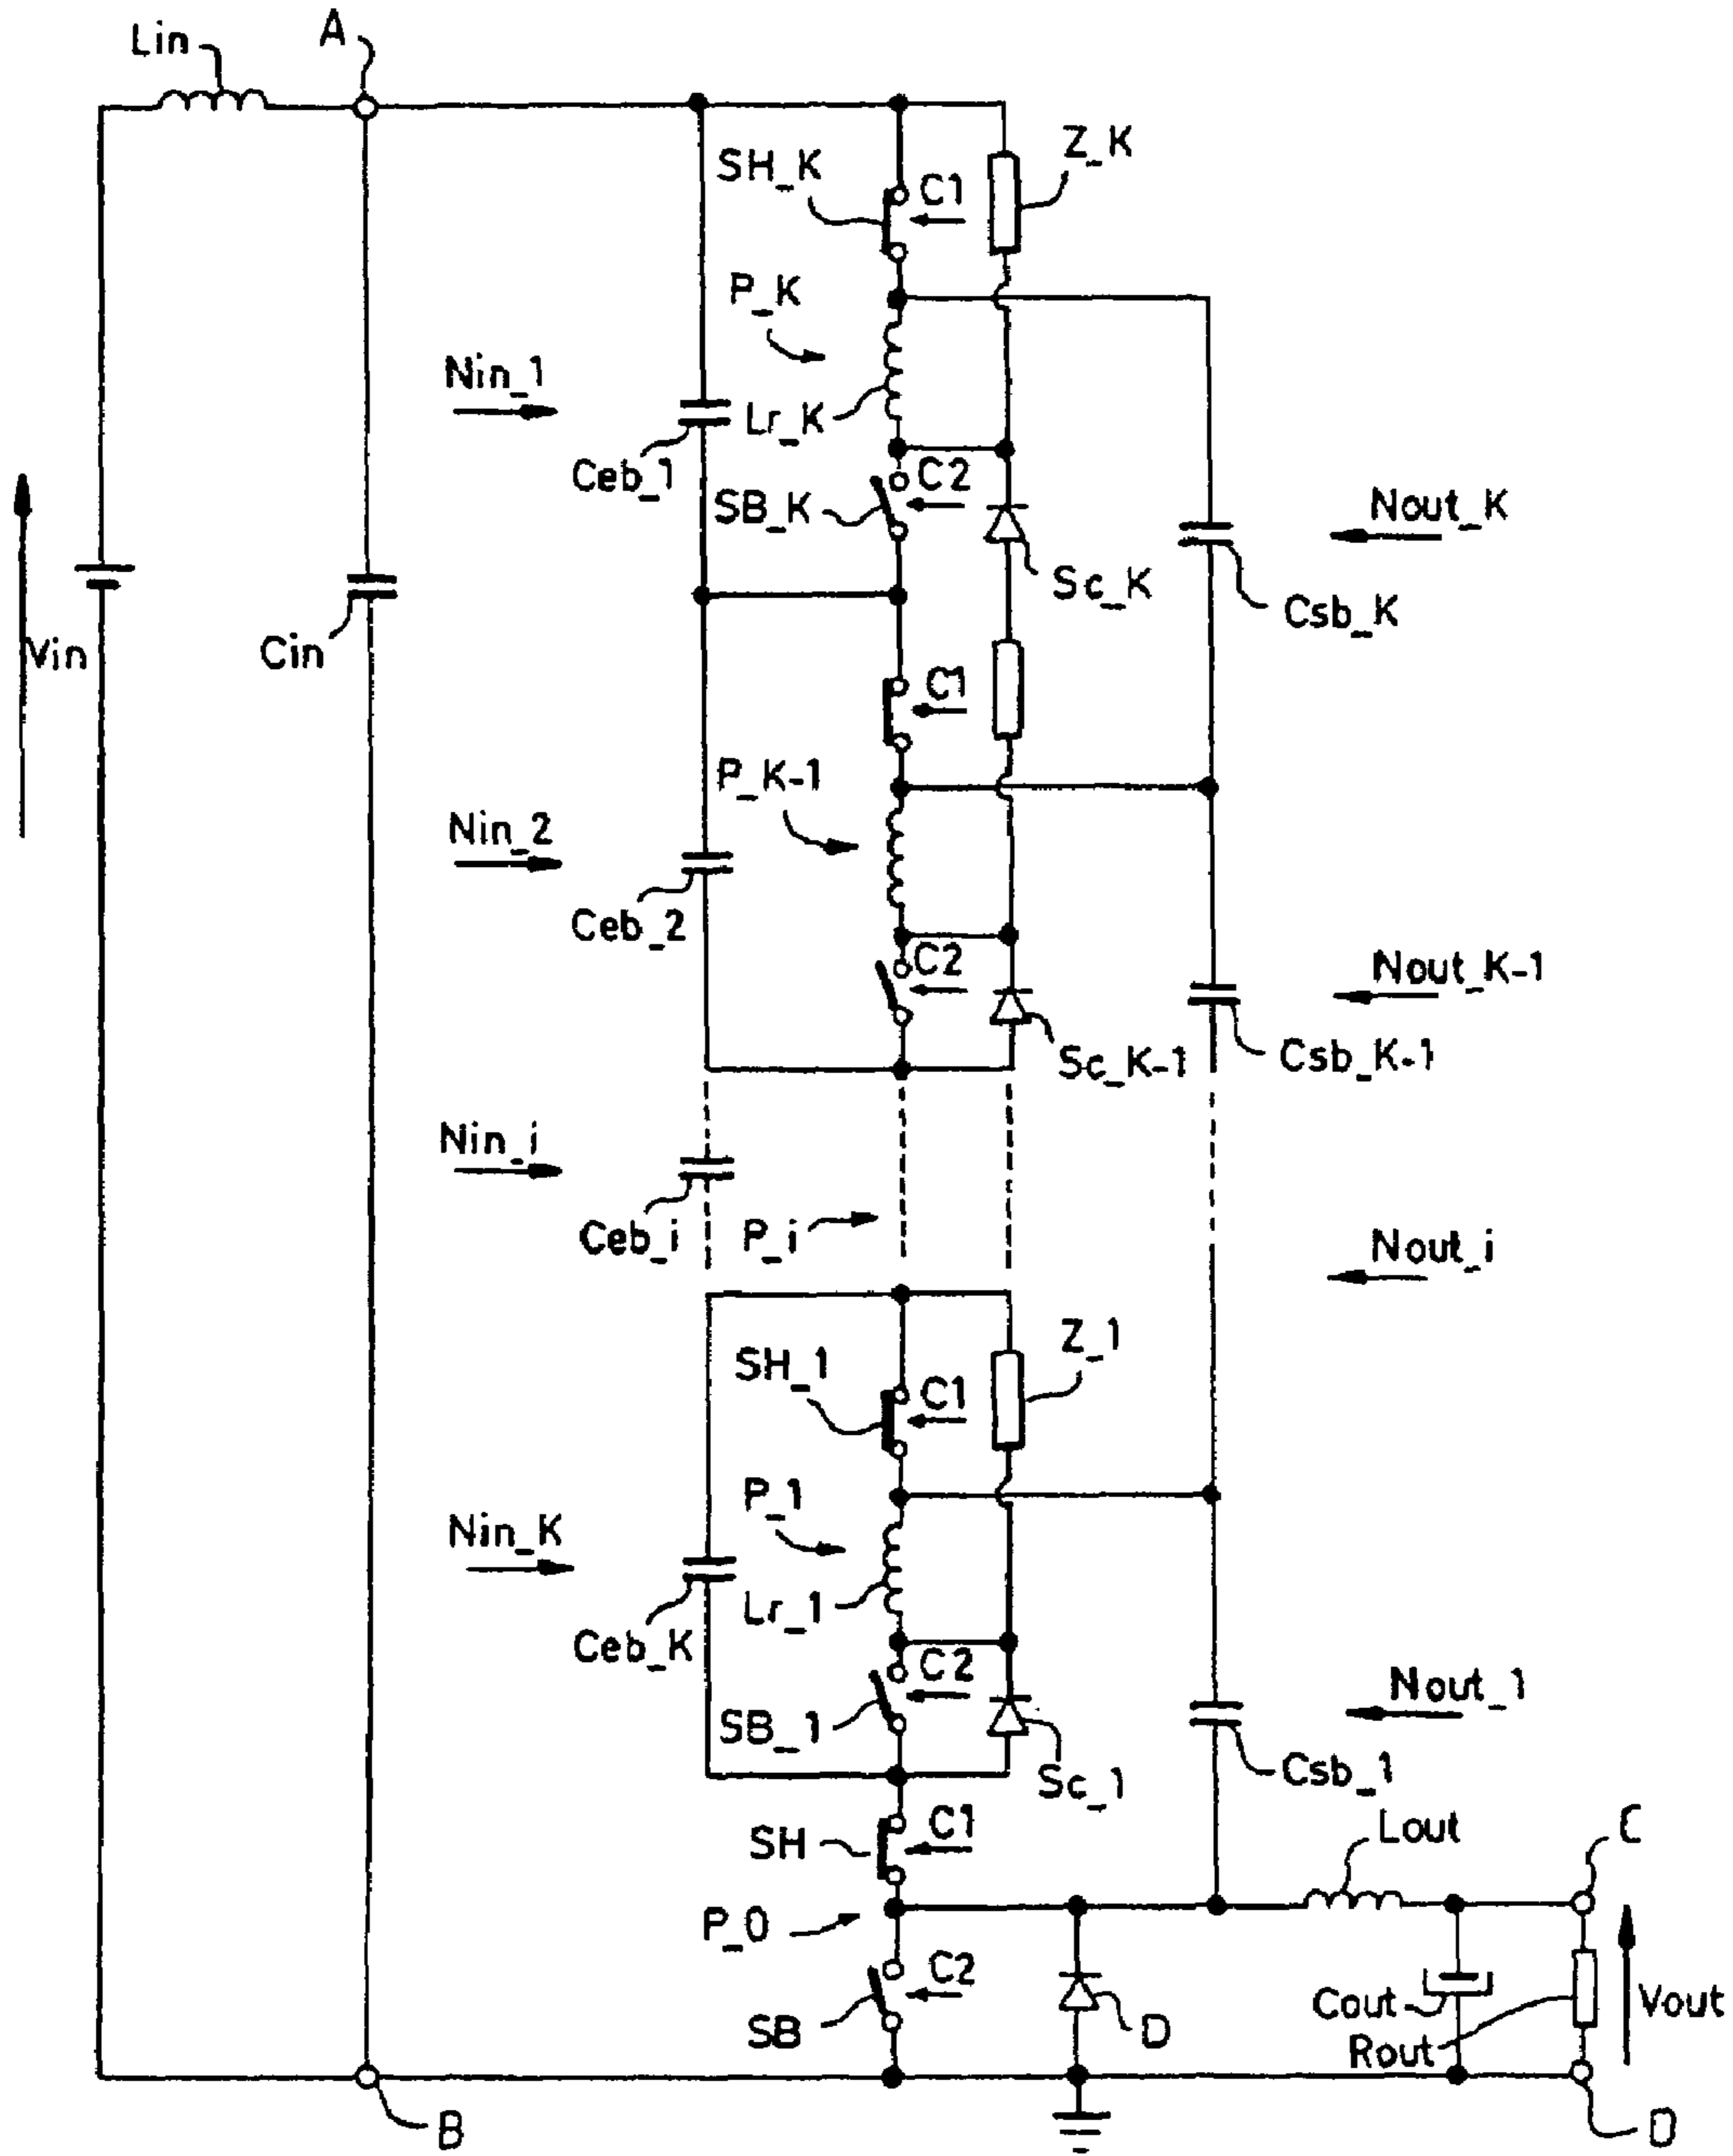 Lin
A
SH_K
C1
Z_K
P_K
Nin_1
Lr_K
Ceb_1
C2
SB_K
Nout_K
Sc_K
Csb_K
Vin
Cin
C1
P_K-1
Nin_2
Ceb_2
C2
Nout_K-1
Sc_K-1
Csb_K-1
Nin_i
Ceb_i
P_i
Nout_i
Z_1
SH_1
C1
P_1
Nin_K
Lr_1
Ceb_K
C2
Nout_1
SB_1
Sc_1
Csb_1
SH
C1
Lout
C
P_0
C2
Cout
Vout
SB
D
Rout
B
D